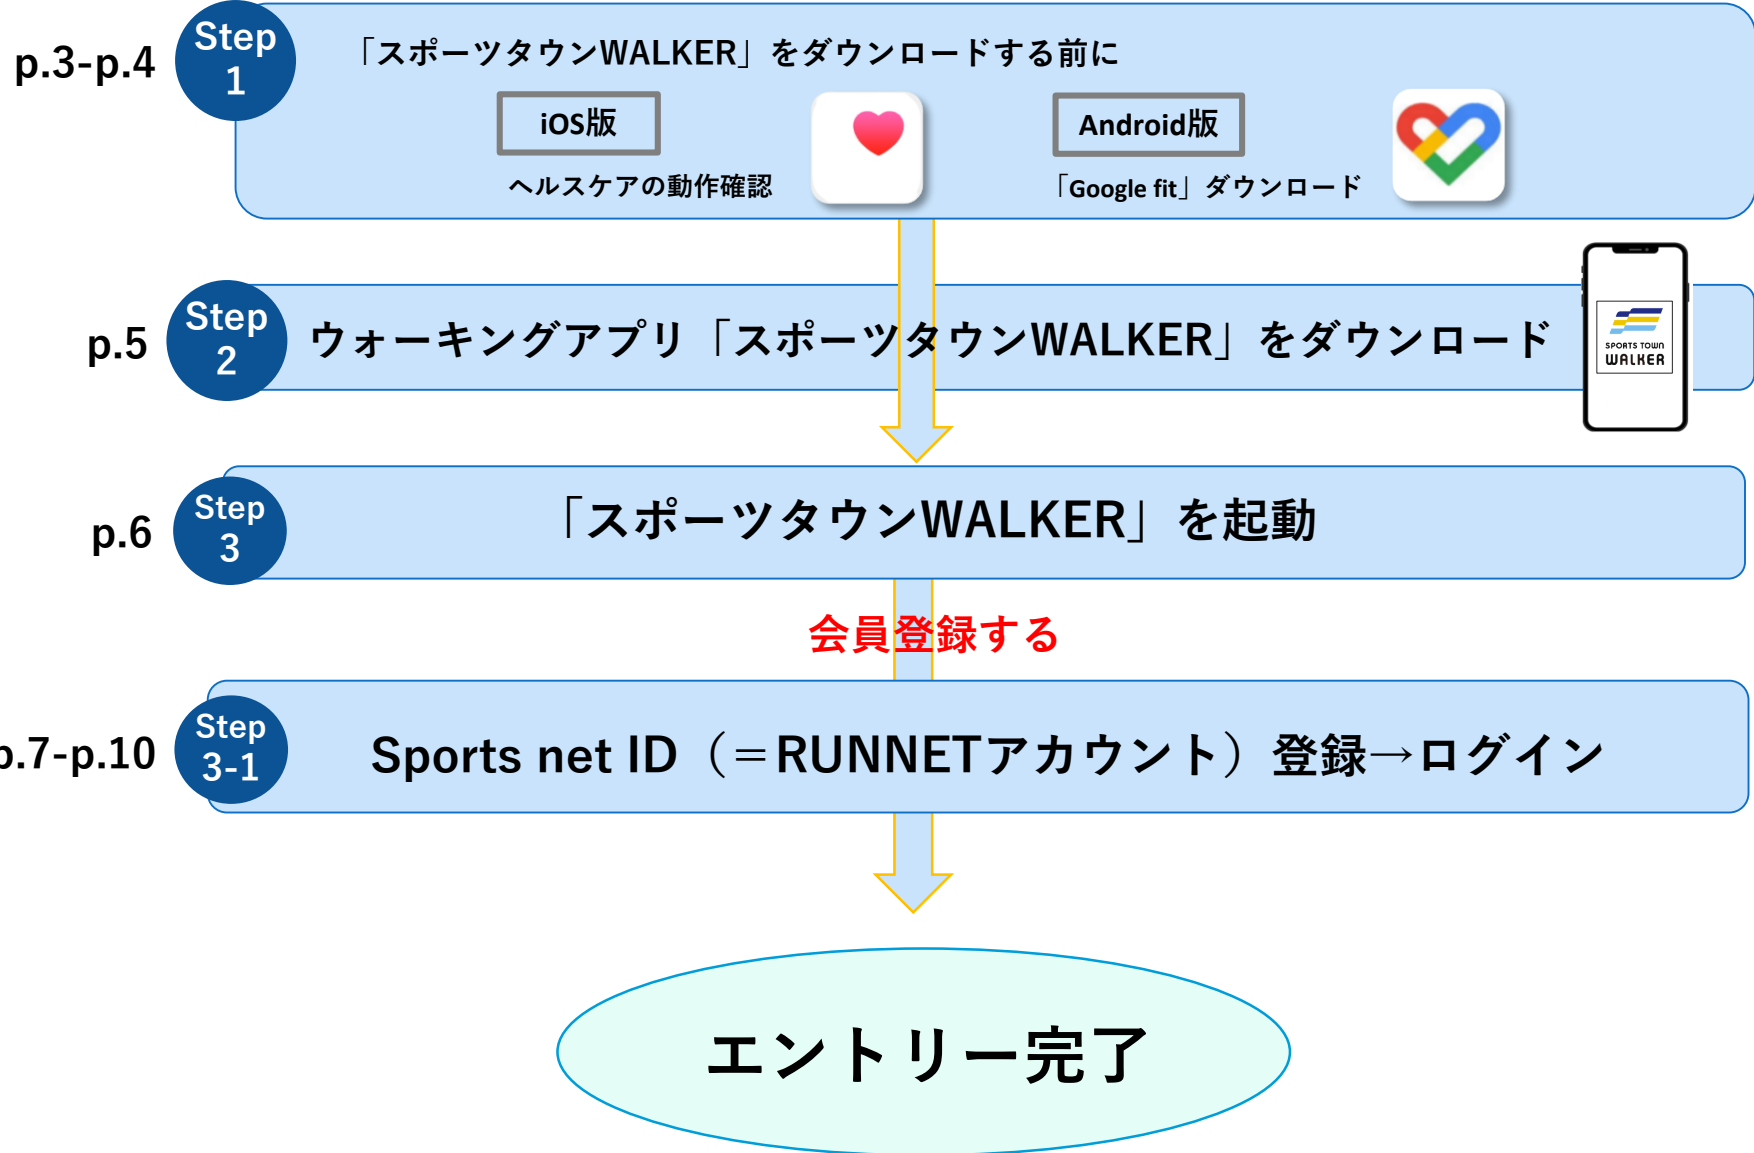 p.3-p.4
Step
1
「スポーツタウンWALKER」をダウンロードする前に
iOS版
Android版
ヘルスケアの動作確認
「Google fit」ダウンロード
p.5
Step
2
ウォーキングアプリ「スポーツタウンWALKER」をダウンロード
SPORTS TOWN
WALKER
p.6
Step
3
「スポーツタウンWALKER」を起動
会員登録する
p.7-p.10
Step
3-1
Sports net ID（＝RUNNETアカウント）登録→ログイン
エントリー完了